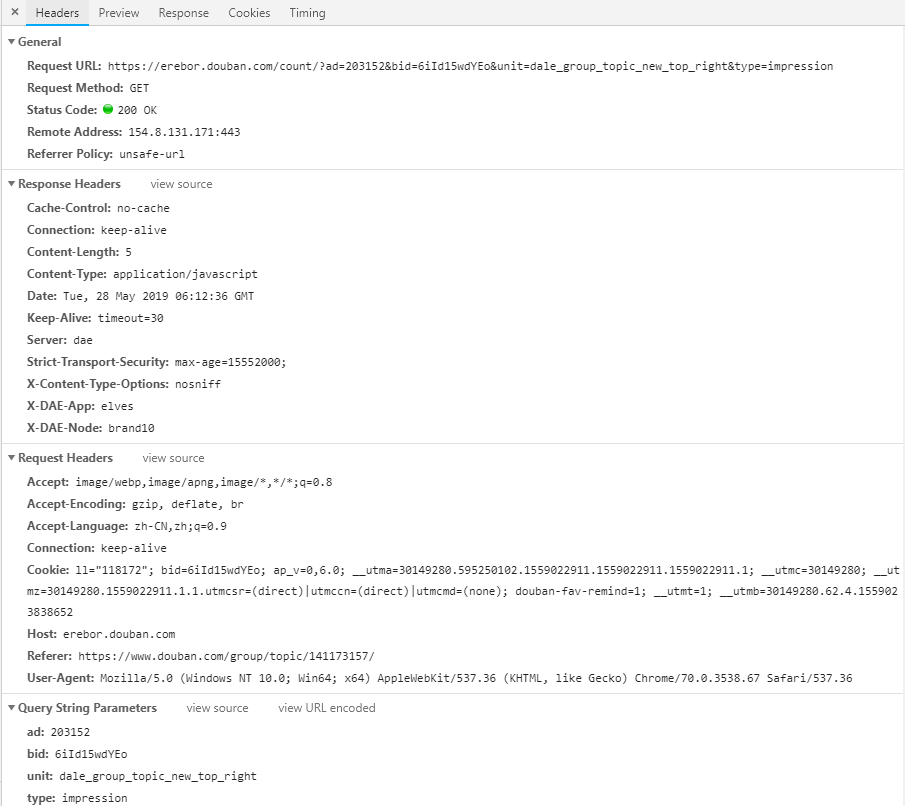 × Headers Preview Response Cookies Timing
▼General
Request URL: https://erebor.douban.com/count/?ad=203152&bid=6iId15wdYEo&unit=dale_group_topic_new_top_right&type=impression
Request Method: GET
Status Code: 200 OK
Remote Address: 154.8.131.171:443
Referrer Policy: unsafe-url
▼Response Headers view source
Cache-Control: no-cache
Connection: keep-alive
Content-Length: 5
Content-Type: application/javascript
Date: Tue, 28 May 2019 06:12:36 GMT
Keep-Alive: timeout=30
Server: dae
Strict-Transport-Security: max-age=15552000;
X-Content-Type-Options: nosniff
X-DAE-App: elves
X-DAE-Node: brand10
▼Request Headers view source
Accept: image/webp,image/apng,image/*,*/*;q=0.8
Accept-Encoding: gzip, deflate, br
Accept-Language: zh-CN,zh;q=0.9
Connection: keep-alive
Cookie: ll="118172"; bid=6iId15wdYEo; ap_v=0,6.0; __utma=30149280.595250102.1559022911.1559022911.1559022911.1; __utmc=30149280; __ut
mz=30149280.1559022911.1.1.utmcsr=(direct)|utmccn=(direct)|utmcmd=(none); douban-fav-remind=1; __utmt=1; __utmb=30149280.62.4.155902
3838652
Host: erebor.douban.com
Referer: https://www.douban.com/group/topic/141173157/
User-Agent: Mozilla/5.0 (Windows NT 10.0; Win64; x64) AppleWebKit/537.36 (KHTML, like Gecko) Chrome/70.0.3538.67 Safari/537.36
▼Query String Parameters view source view URL encoded
ad: 203152
bid: 6iId15wdYEo
unit: dale_group_topic_new_top_right
type: impression